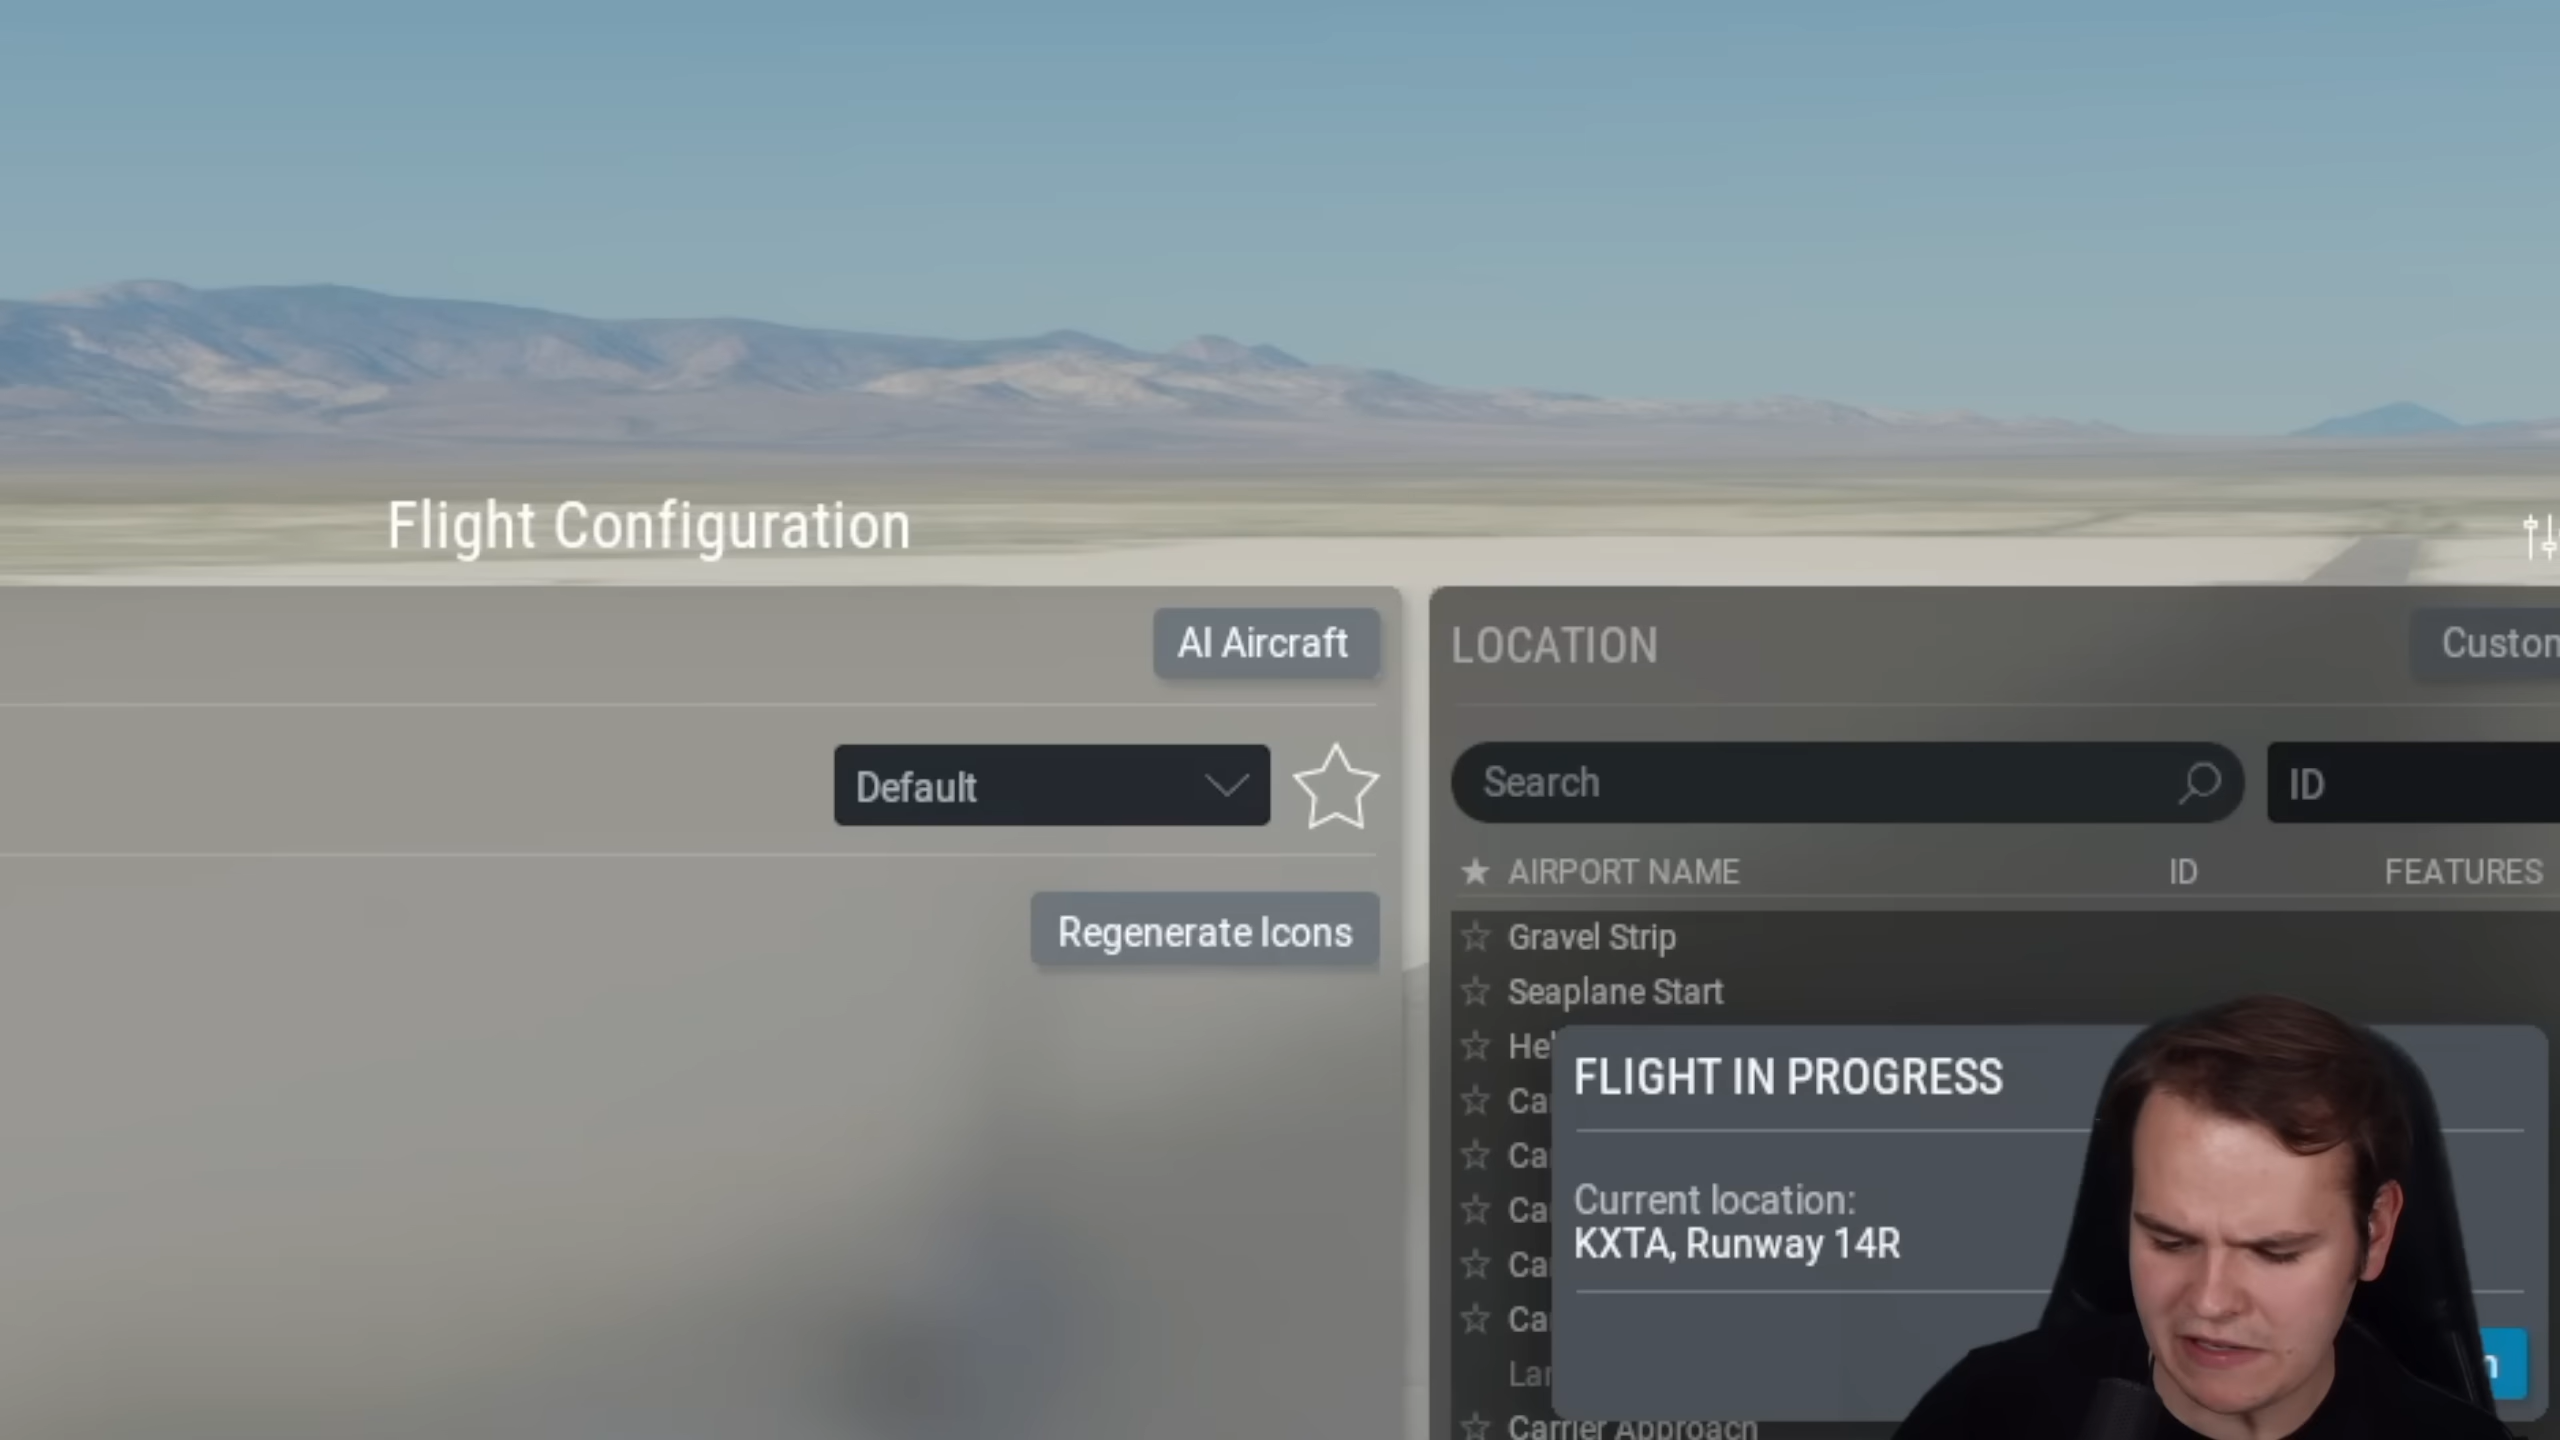 Flight Configuration
AI Aircraft
Default
Regenerate Icons
LOCATION
Search
ID
AIRPORT NAME ID FEATURES
Gravel Strip
Seaplane Start
FLIGHT IN PROGRESS
Current location:
KXTA, Runway 14R
Carrier Approach